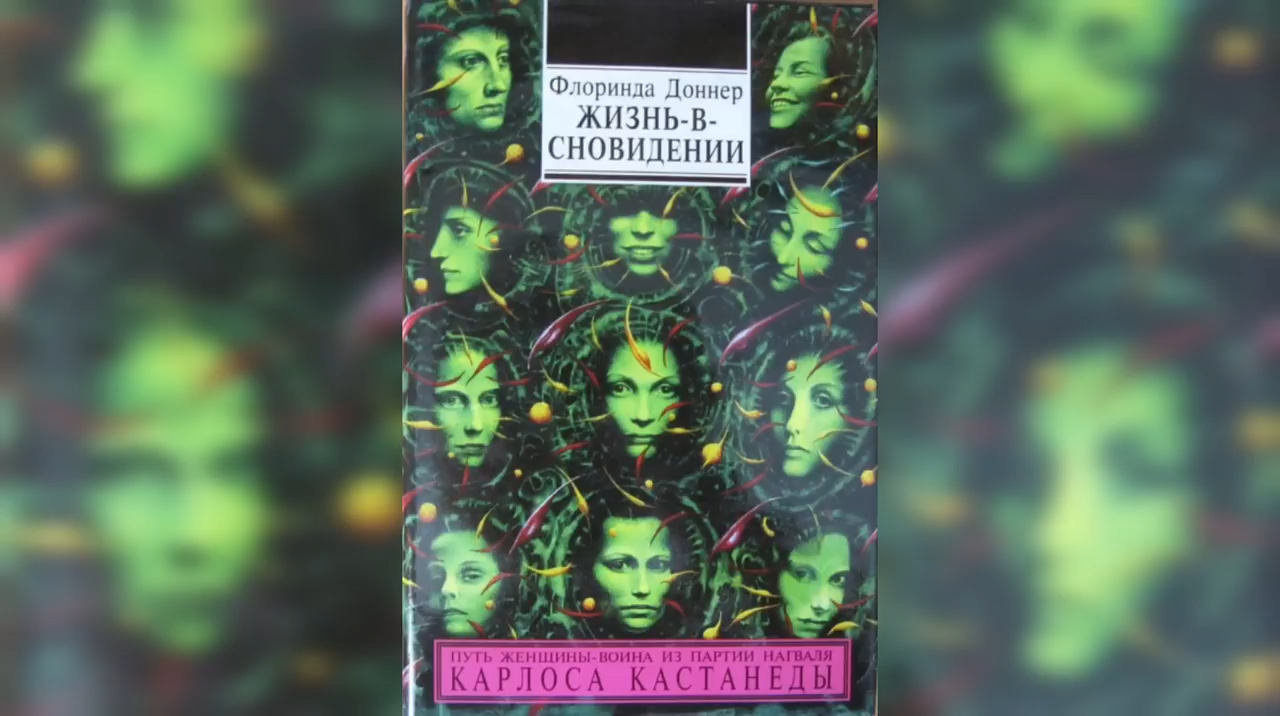 Флоринда Доннер
ЖИЗНЬ-В-
СНОВИДЕНИИ
ПУТЬ ЖЕНЩИНЫ-ВОИНА ИЗ ПАРТИИ НАГВАЛЯ
КАРЛОСА КАСТАНЕДЫ